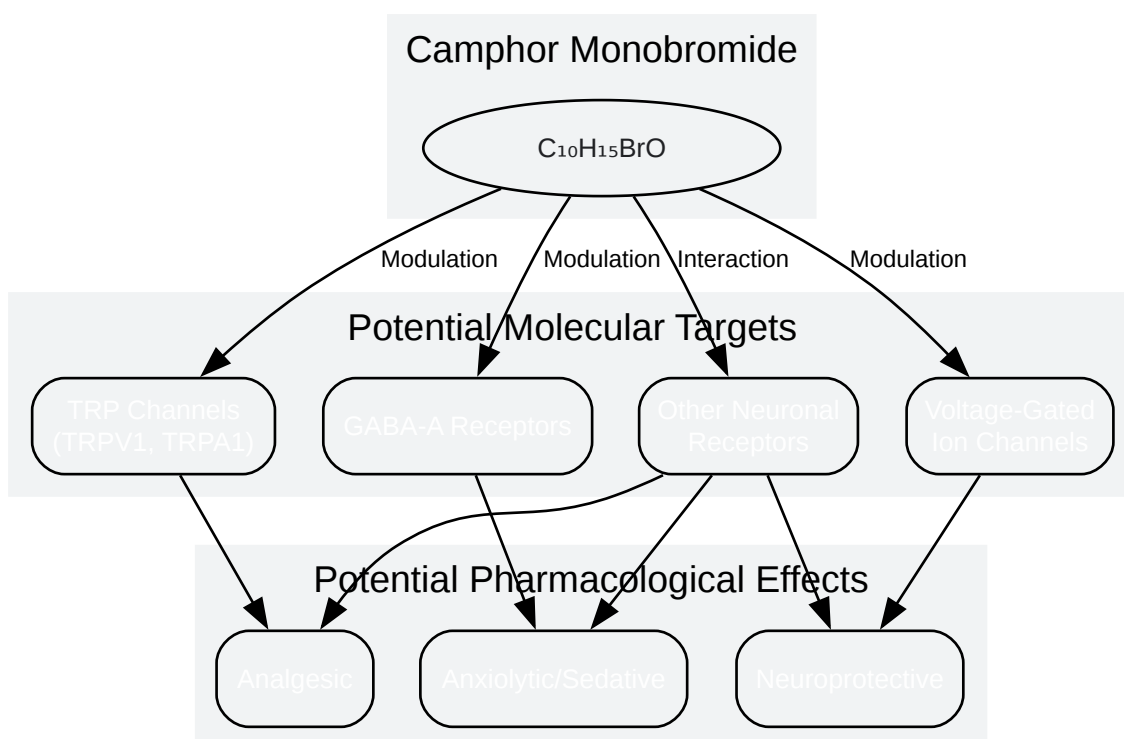 Camphor Monobromide
C₁₀H₁₅BrO
Modulation
Modulation
Interaction
Modulation
Potential Molecular Targets
TRP Channels
(TRPV1, TRPA1)
GABA-A Receptors
Other Neuronal
Receptors
Voltage-Gated
Ion Channels
Potential Pharmacological Effects
Analgesic
Anxiolytic/Sedative
Neuroprotective